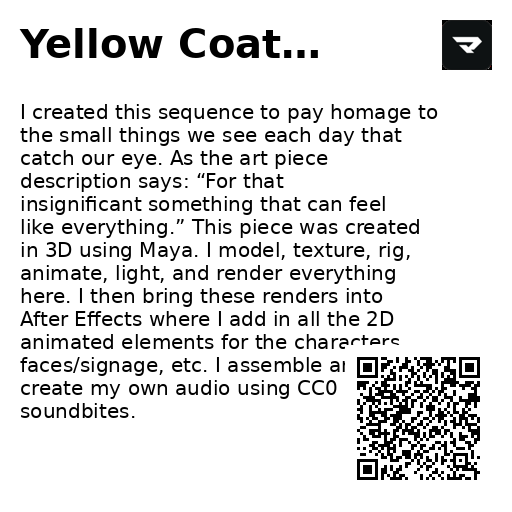 Yellow Coat...
I created this sequence to pay homage to
the small things we see each day that
catch our eye. As the art piece
description says: “For that
insignificant something that can feel
like everything.” This piece was created
in 3D using Maya. I model, texture, rig,
animate, light, and render everything
here. I then bring these renders into
After Effects where I add in all the 2D
animated elements for the characters
faces/signage, etc. I assemble
create my own audio using CC0
soundbites.